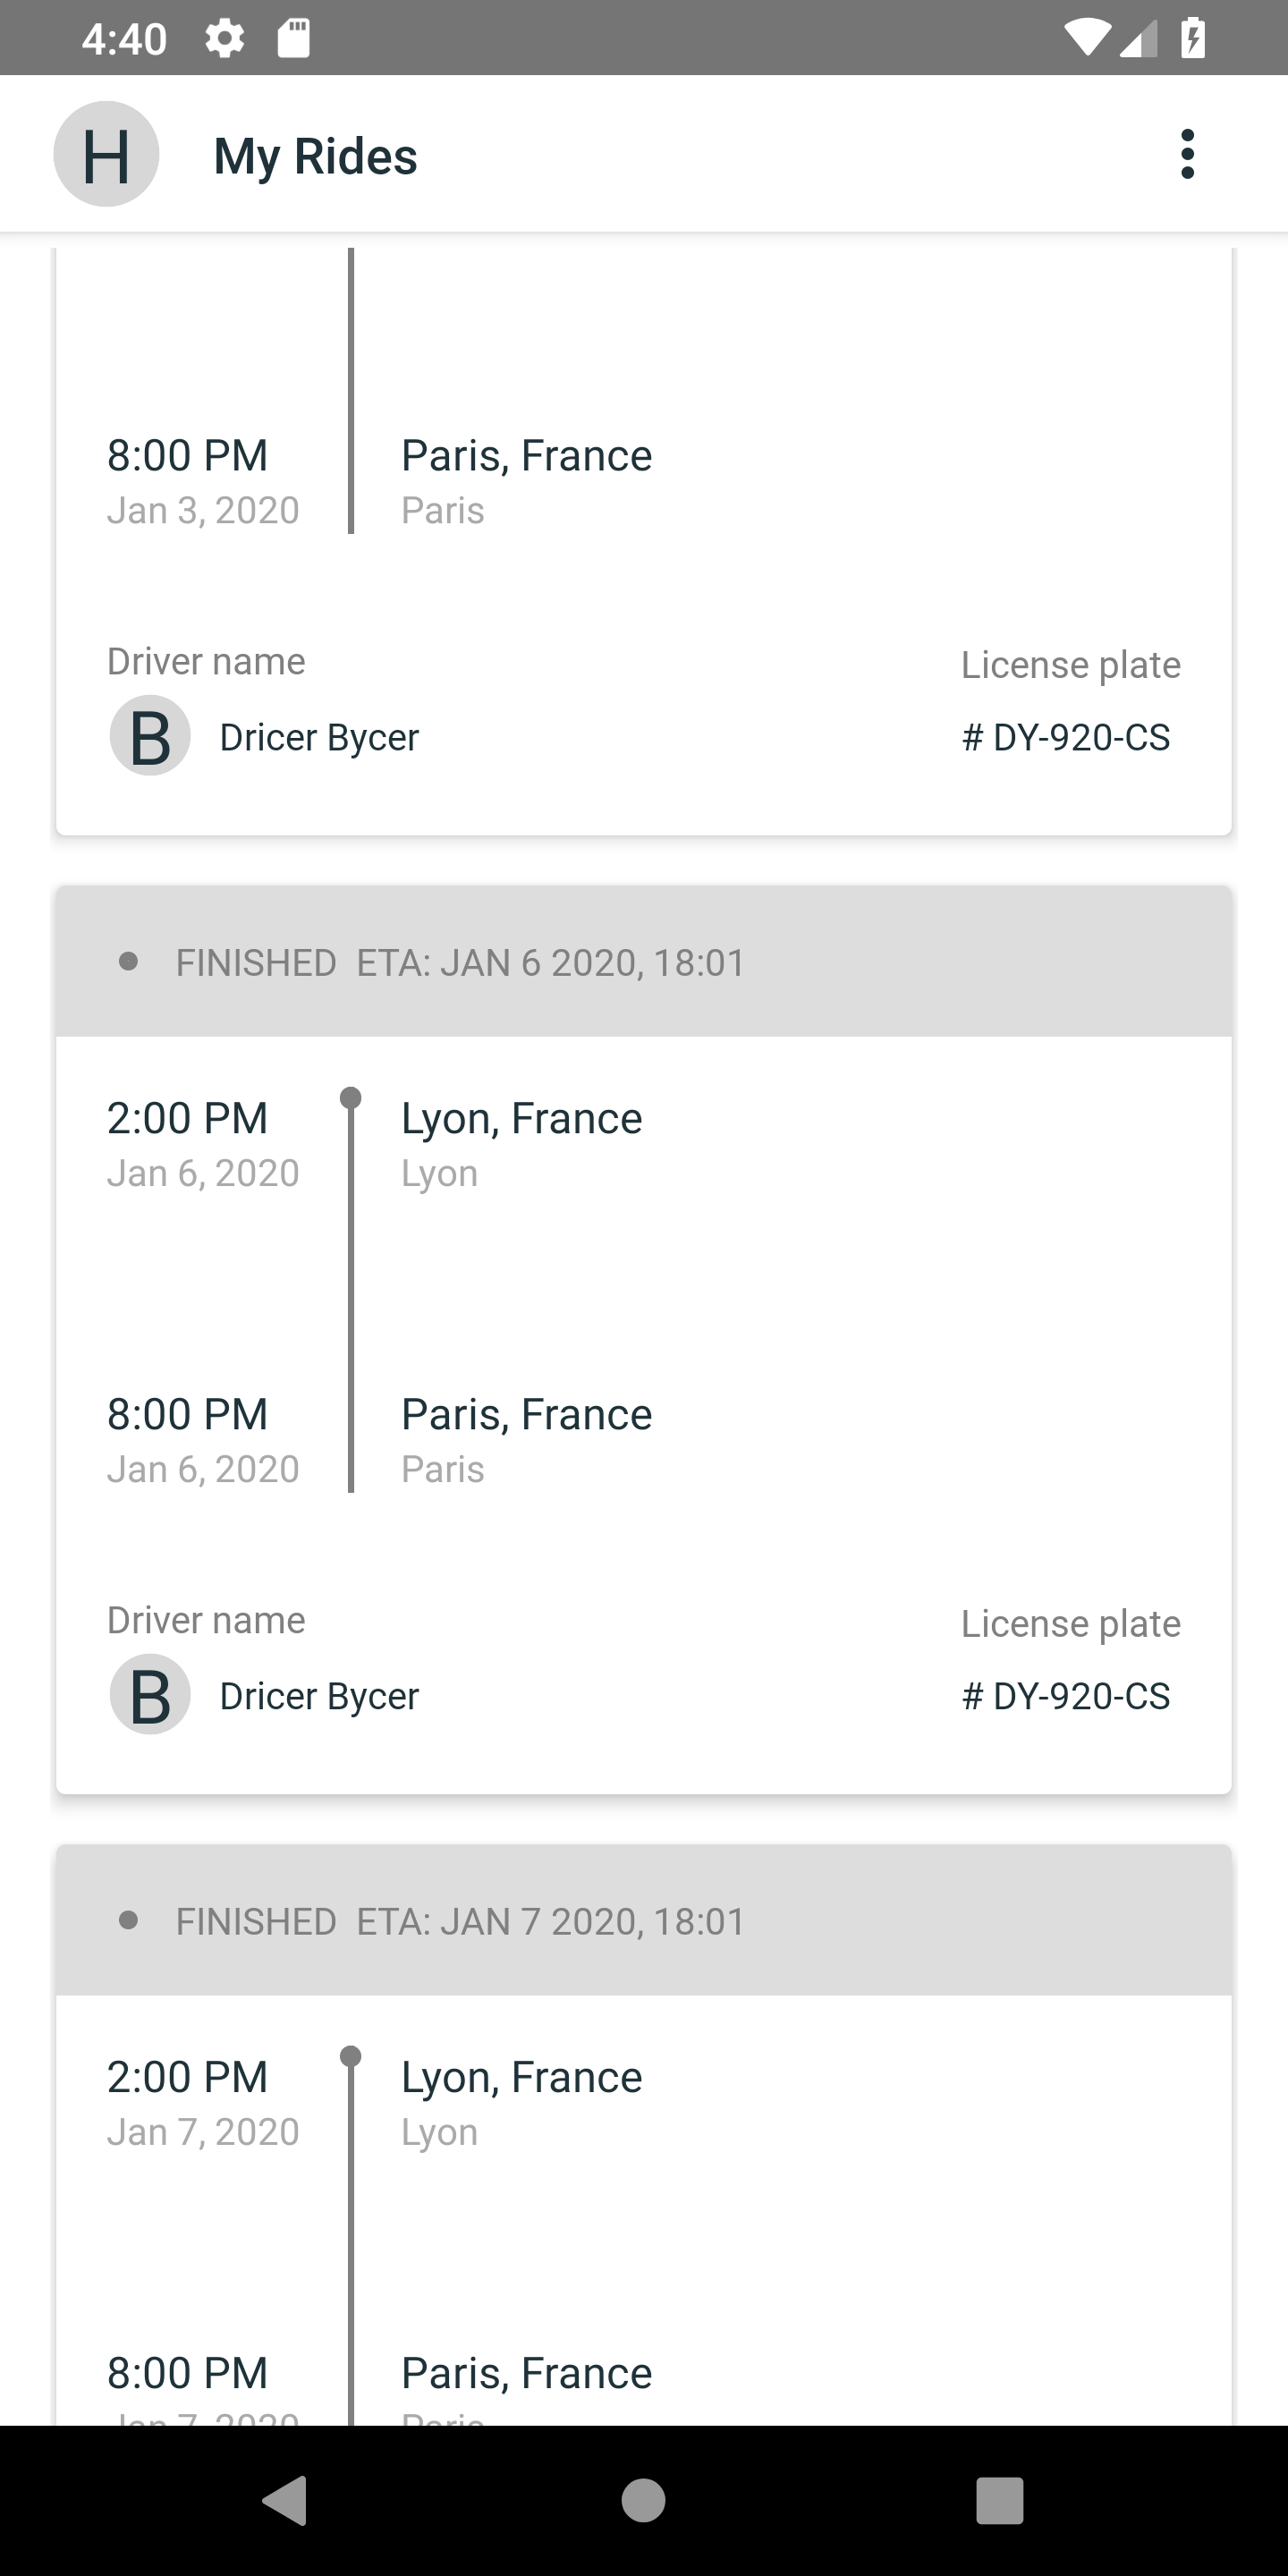 4:40
H My Rides
8:00 PM Paris, France
Jan 3, 2020 Paris
Driver name License plate
B Dricer Bycer # DY-920-CS
FINISHED ETA: JAN 6 2020, 18:01
2:00 PM Lyon, France
Jan 6, 2020 Lyon
8:00 PM Paris, France
Jan 6, 2020 Paris
Driver name License plate
B Dricer Bycer # DY-920-CS
FINISHED ETA: JAN 7 2020, 18:01
2:00 PM Lyon, France
Jan 7, 2020 Lyon
8:00 PM Paris, France
Jan 7, 2020 Paris